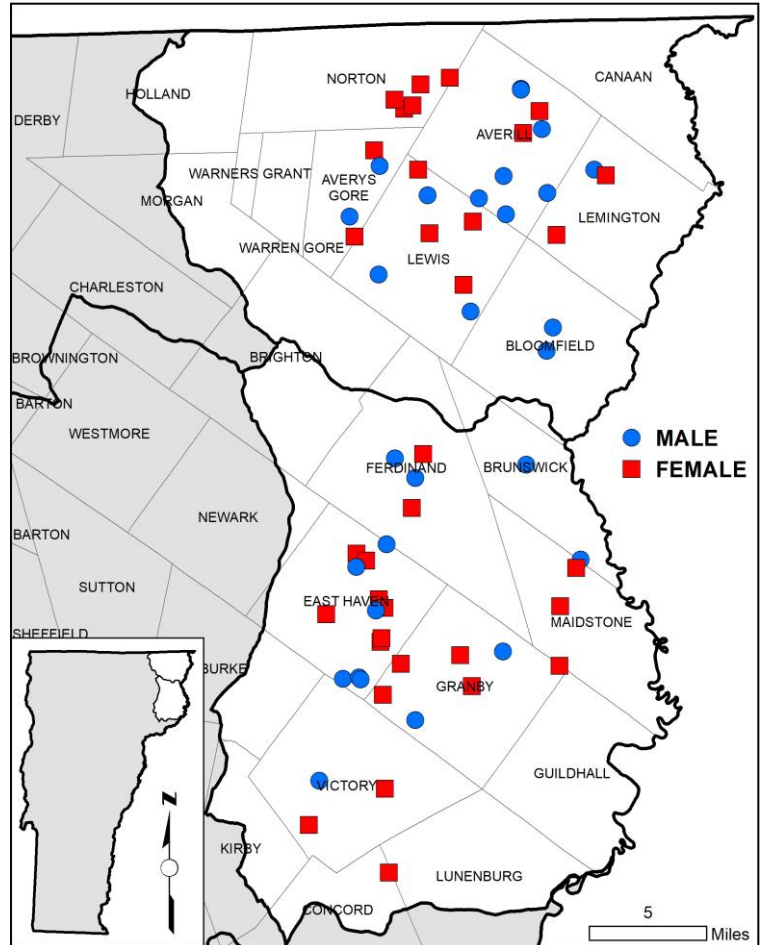 CANAAN
NORTON
HOLLAND
DERBY
AVERILL
WARNERS GRANT
AVERYS
GORE
MORGAN
LEMINGTON
WARREN GORE
LEWIS
CHARLESTON
BLOOMFIELD
BROWNINGTON
BRIGHTON
BARTON
WESTMORE
MALE
FEMALE
FERDINAND
BRUNSWICK
NEWARK
BARTON
SUTTON
EAST HAVEN
MAIDSTONE
SHEFFIELD
BURKE
GRANBY
GUILDHALL
VICTORY
KIRBY
LUNENBURG
CONCORD
N
5
Miles